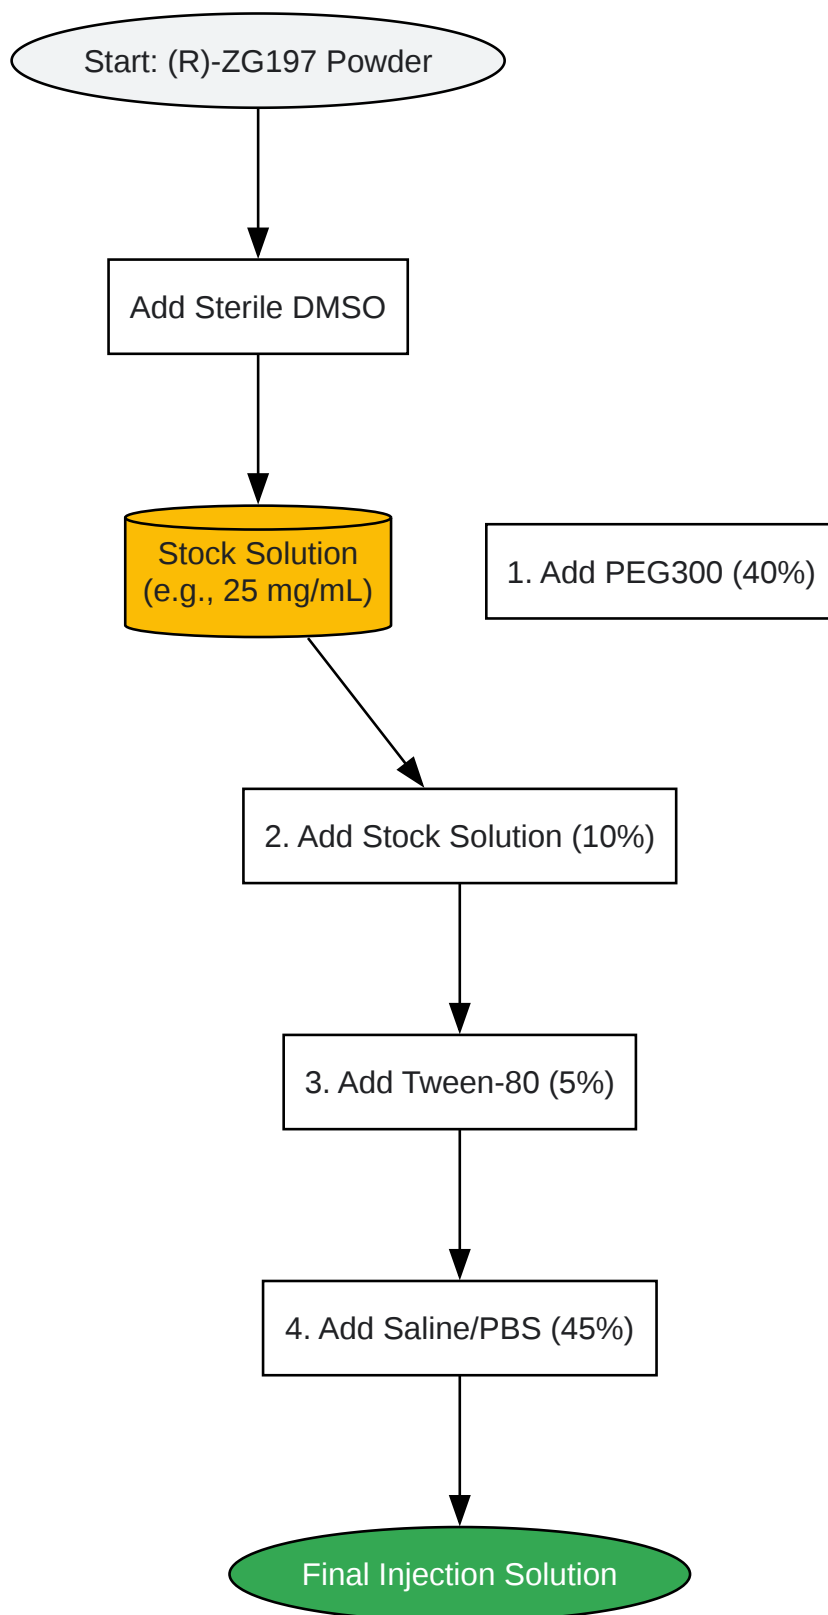 Start: (R)-ZG197 Powder
Add Sterile DMSO
Stock Solution
(e.g., 25 mg/mL)
1. Add PEG300 (40%)
2. Add Stock Solution (10%)
3. Add Tween-80 (5%)
4. Add Saline/PBS (45%)
Final Injection Solution